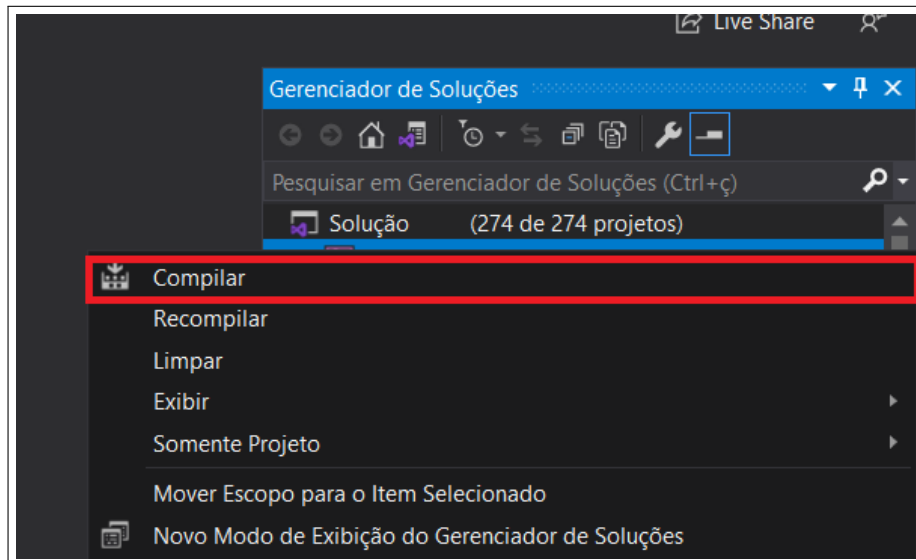 Live Share
Gerenciador de Soluções
Pesquisar em Gerenciador de Soluções (Ctrl+ç)
Solução (274 de 274 projetos)
Compilar
Recompilar
Limpar
Exibir
Somente Projeto
Mover Escopo para o Item Selecionado
Novo Modo de Exibição do Gerenciador de Soluções